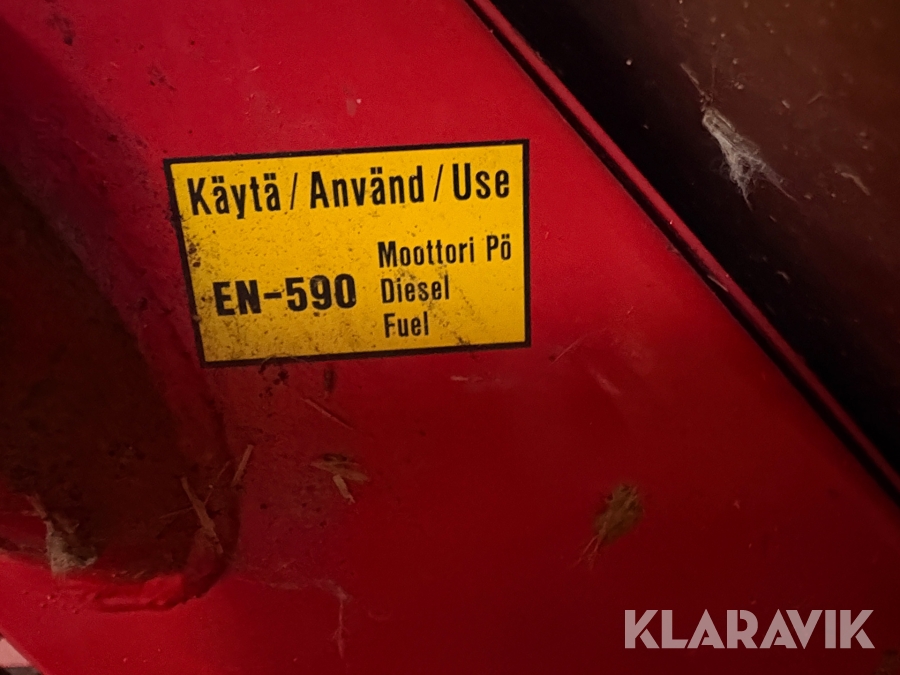 Käytä / Använd / Use
EN-590
Moottori Pö
Diesel
Fuel
KLARAVIK